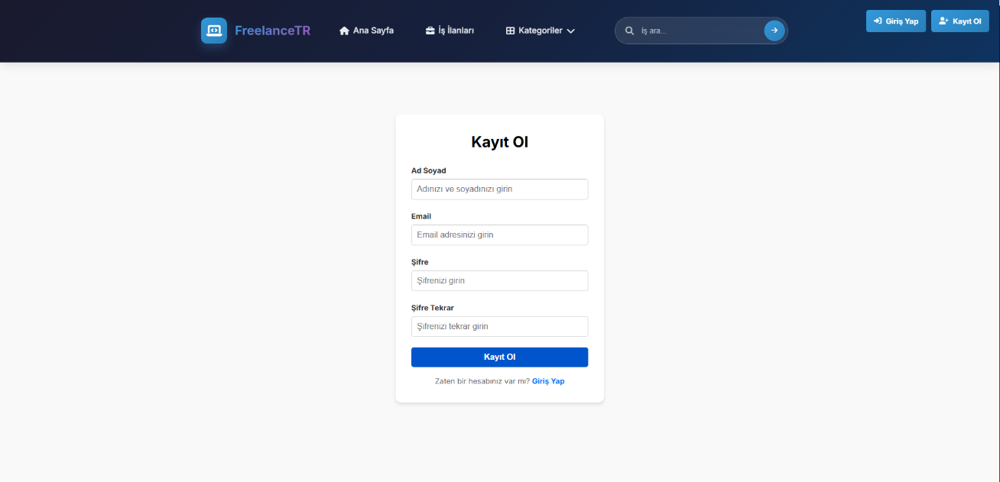 FreelanceTR
Ana Sayfa
İş İlanları
Kategoriler
İş ara...
Giriş Yap
Kayıt Ol
Kayıt Ol
Ad Soyad
Adınızı ve soyadınızı girin
Email
Email adresinizi girin
Şifre
Şifrenizi girin
Şifre Tekrar
Şifrenizi tekrar girin
Kayıt Ol
Zaten bir hesabınız var mı? Giriş Yap